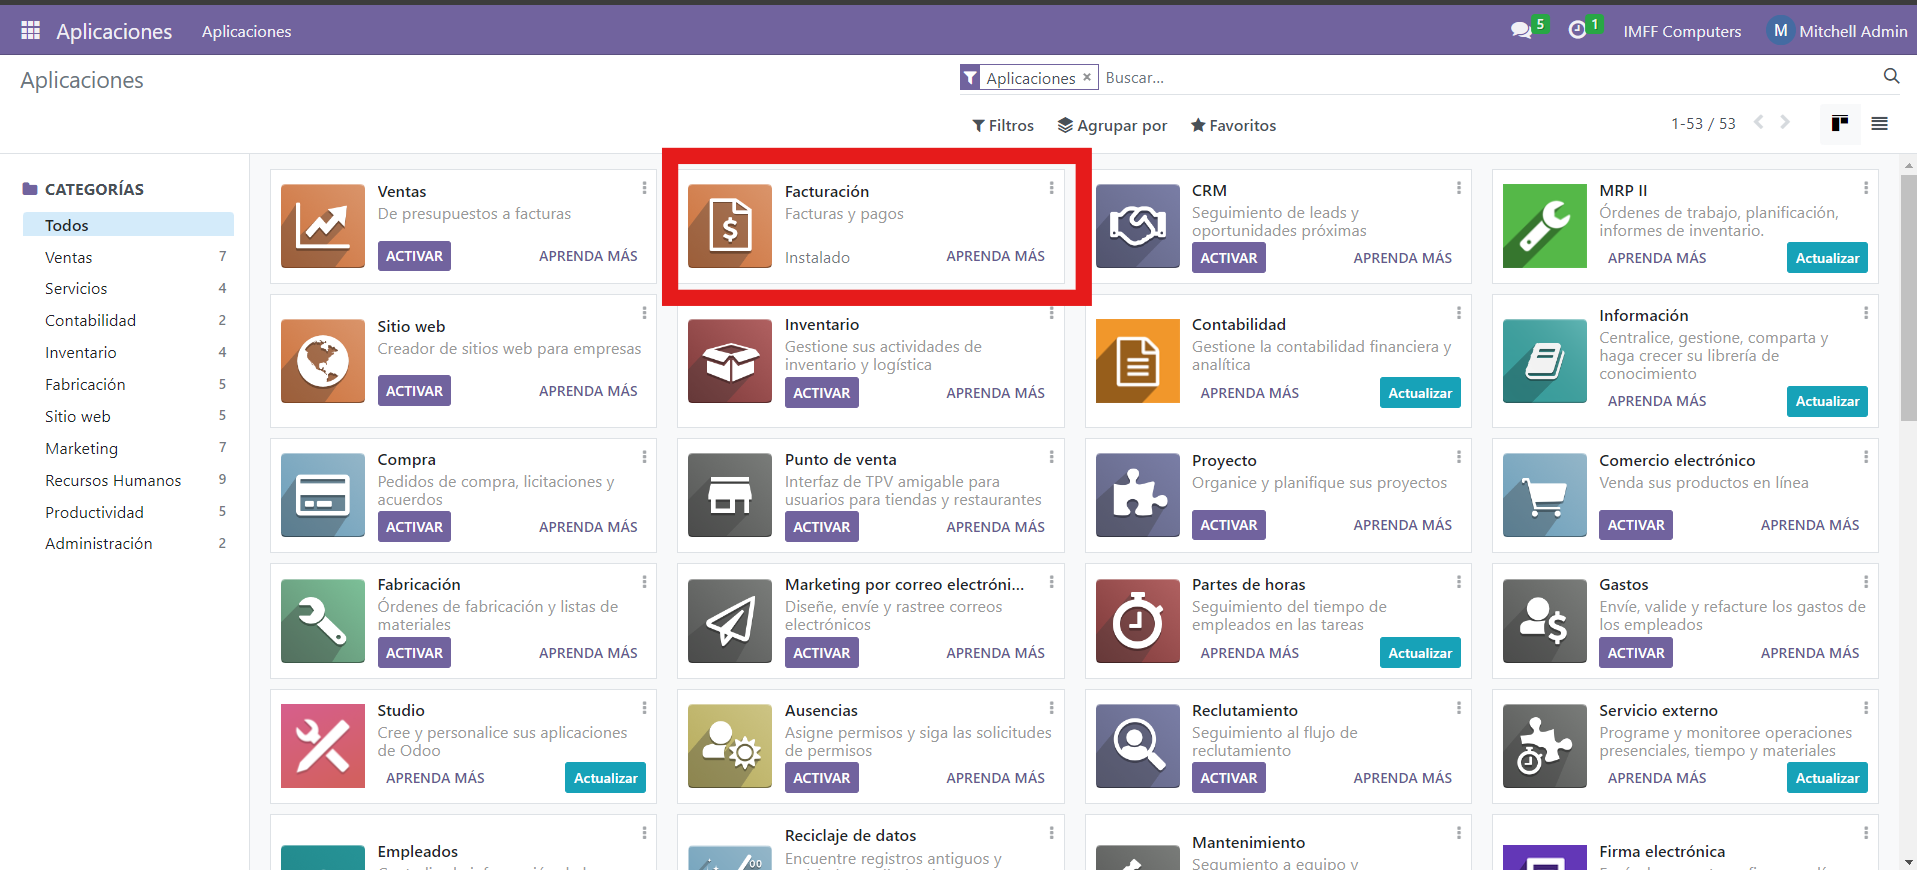 Aplicaciones
Aplicaciones
5
1
IMFF Computers
M
Mitchell Admin
Aplicaciones
Aplicaciones ×
Buscar...
Filtros
Agrupar por
Favoritos
1-53 / 53
CATEGORÍAS
Todos
Ventas 7
Servicios 4
Contabilidad 2
Inventario 4
Fabricación 5
Sitio web 5
Marketing 7
Recursos Humanos 9
Productividad 5
Administración 2
Ventas
De presupuestos a facturas
ACTIVAR
APRENDA MÁS
$
Facturación
Facturas y pagos
Instalado
APRENDA MÁS
CRM
Seguimiento de leads y
oportunidades próximas
ACTIVAR
APRENDA MÁS
MRP II
Órdenes de trabajo, planificación,
informes de inventario.
APRENDA MÁS
Actualizar
Sitio web
Creador de sitios web para empresas
ACTIVAR
APRENDA MÁS
Inventario
Gestione sus actividades de
inventario y logística
ACTIVAR
APRENDA MÁS
Contabilidad
Gestione la contabilidad financiera y
analítica
APRENDA MÁS
Actualizar
Información
Centralice, gestione, comparta y
haga crecer su librería de
conocimiento
APRENDA MÁS
Actualizar
Compra
Pedidos de compra, licitaciones y
acuerdos
ACTIVAR
APRENDA MÁS
Punto de venta
Interfaz de TPV amigable para
usuarios para tiendas y restaurantes
ACTIVAR
APRENDA MÁS
Proyecto
Organice y planifique sus proyectos
ACTIVAR
APRENDA MÁS
Comercio electrónico
Venda sus productos en línea
ACTIVAR
APRENDA MÁS
Fabricación
Órdenes de fabricación y listas de
materiales
ACTIVAR
APRENDA MÁS
Marketing por correo electróni...
Diseñe, envíe y rastree correos
electrónicos
ACTIVAR
APRENDA MÁS
Partes de horas
Seguimiento del tiempo de
empleados en las tareas
APRENDA MÁS
Actualizar
$
Gastos
Envíe, valide y refacture los gastos de
los empleados
ACTIVAR
APRENDA MÁS
Studio
Cree y personalice sus aplicaciones
de Odoo
APRENDA MÁS
Actualizar
Ausencias
Asigne permisos y siga las solicitudes
de permisos
ACTIVAR
APRENDA MÁS
Reclutamiento
Seguimiento al flujo de
reclutamiento
ACTIVAR
APRENDA MÁS
Servicio externo
Programe y monitoree operaciones
presenciales, tiempo y materiales
APRENDA MÁS
Actualizar
Empleados
Reciclaje de datos
Encuentre registros antiguos y
Mantenimiento
Seguimiento a equipo y
Firma electrónica